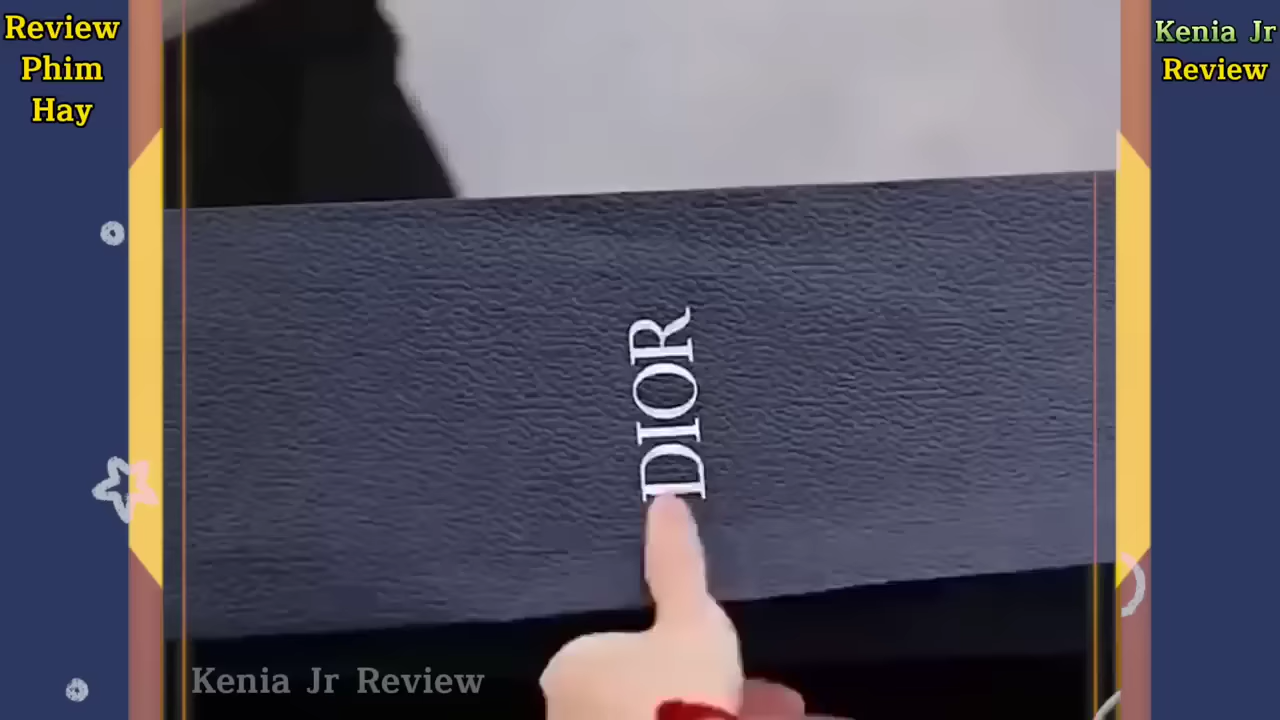 Review
Phim
Hay
Kenia Jr
Review
DIOR
Kenia Jr Review